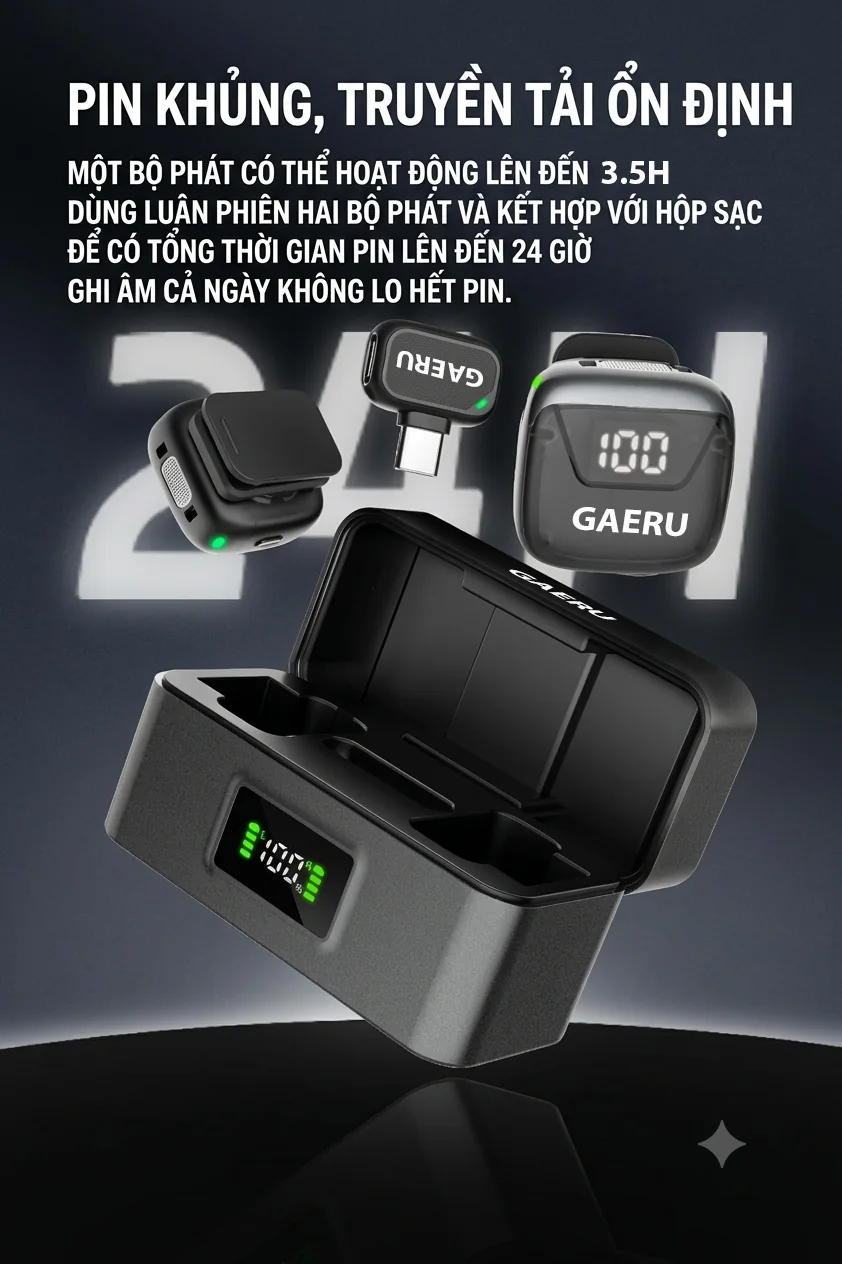 PIN KHỦNG, TRUYỀN TẢI ỔN ĐỊNH
MỘT BỘ PHÁT CÓ THỂ HOẠT ĐỘNG LÊN ĐẾN 3.5H
DÙNG LUÂN PHIÊN HAI BỘ PHÁT VÀ KẾT HỢP VỚI HỘP SẠC
ĐỂ CÓ TỔNG THỜI GIAN PIN LÊN ĐẾN 24 GIỜ
GHI ÂM CẢ NGÀY KHÔNG LO HẾT PIN.
24H
GAERU
100
GAERU
GAERU
100